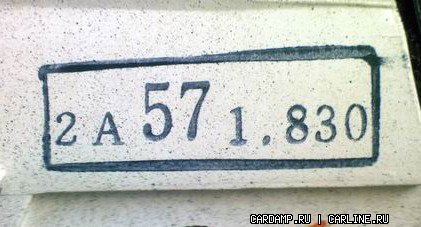 2 A 57 1.830
CARDAMP.RU | CARLINE.RU